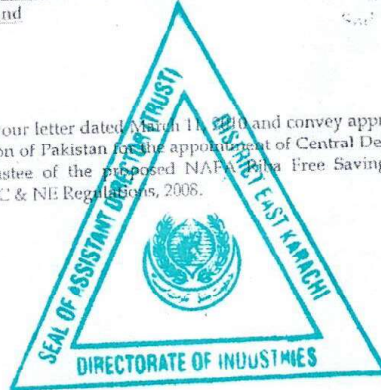 nd
our letter dated March 11, 2010 and convey appr
on of Pakistan for the appointment of Central De
ustee of the proposed NAFA Riba Free Saving
C & NE Regulations, 2008.
SEAL OF ASSISTANT DIRECTOR (TRUST)
DISTRICT EAST KARACHI
DIRECTORATE OF INDUSTRIES